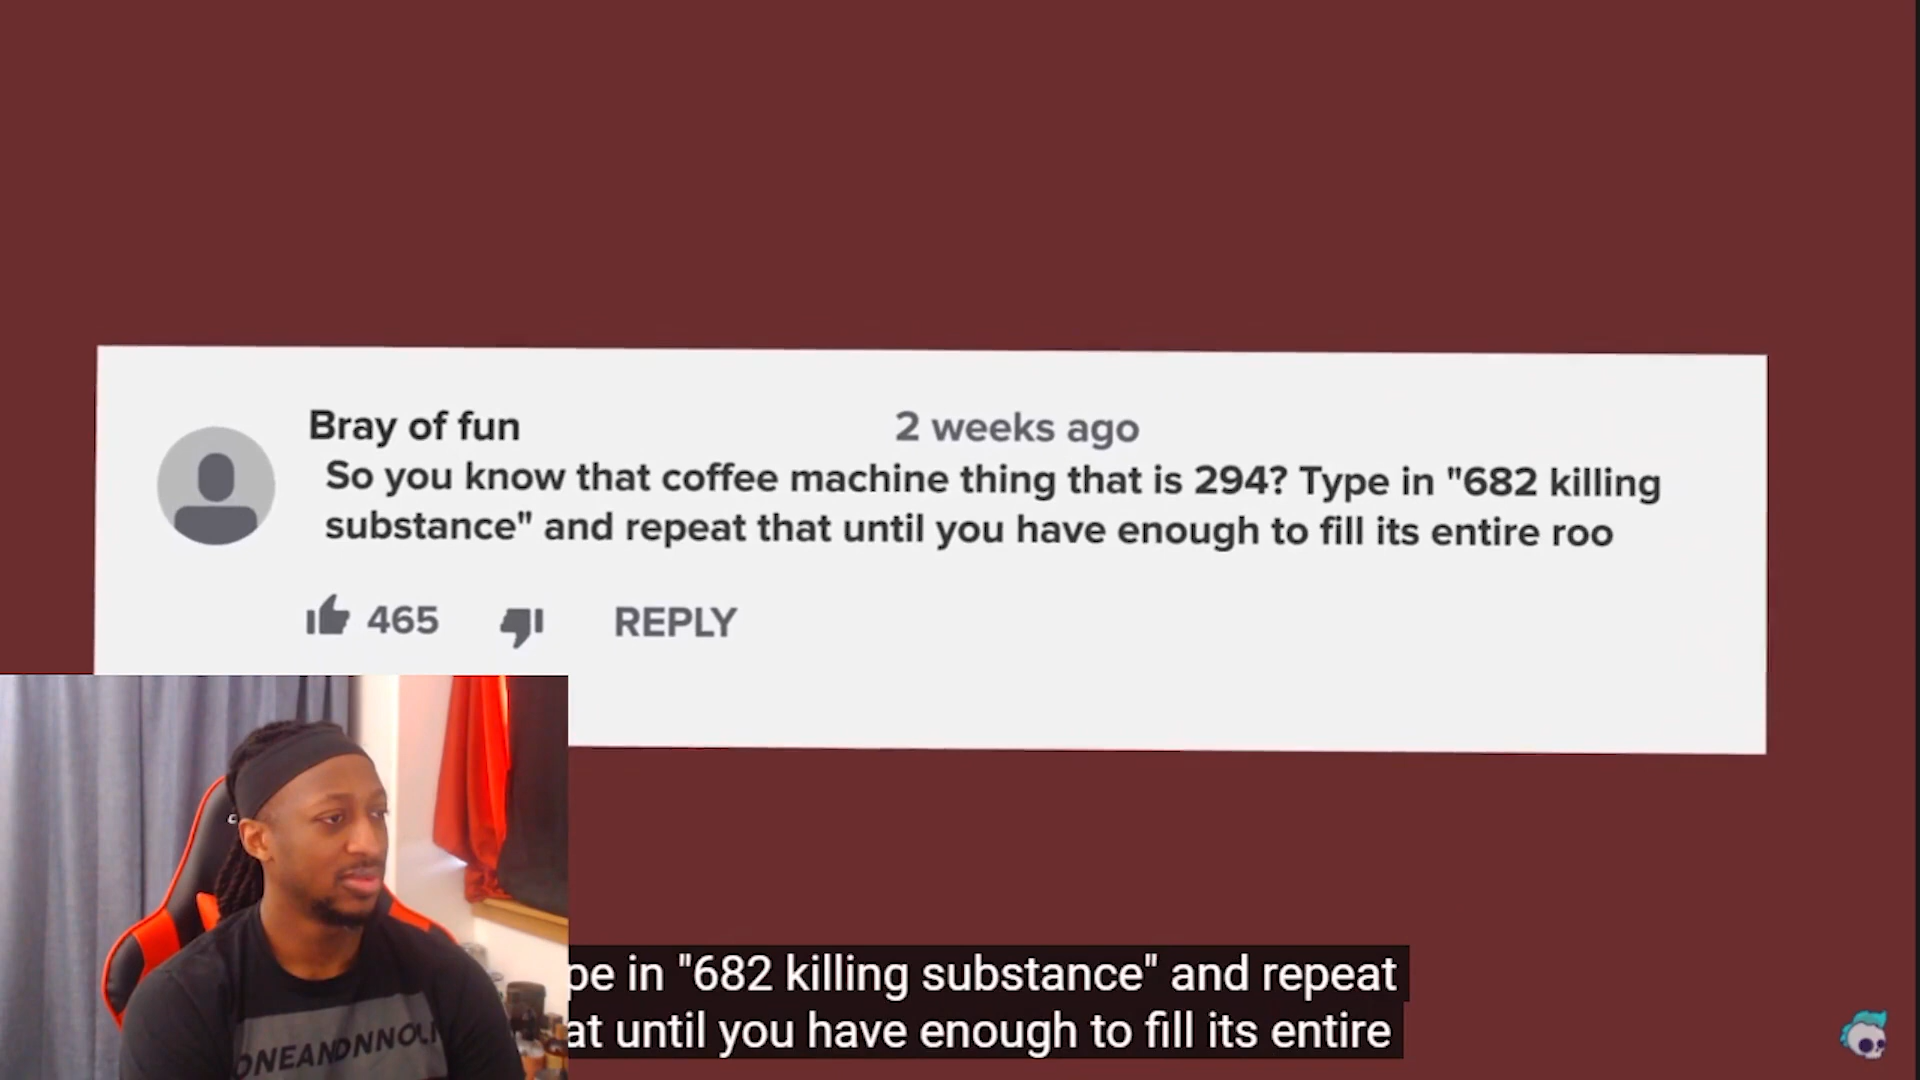 Bray of fun 2 weeks ago
So you know that coffee machine thing that is 294? Type in "682 killing
substance" and repeat that until you have enough to fill its entire roo
465 REPLY
pe in "682 killing substance" and repeat
at until you have enough to fill its entire
ONEANDNNOL